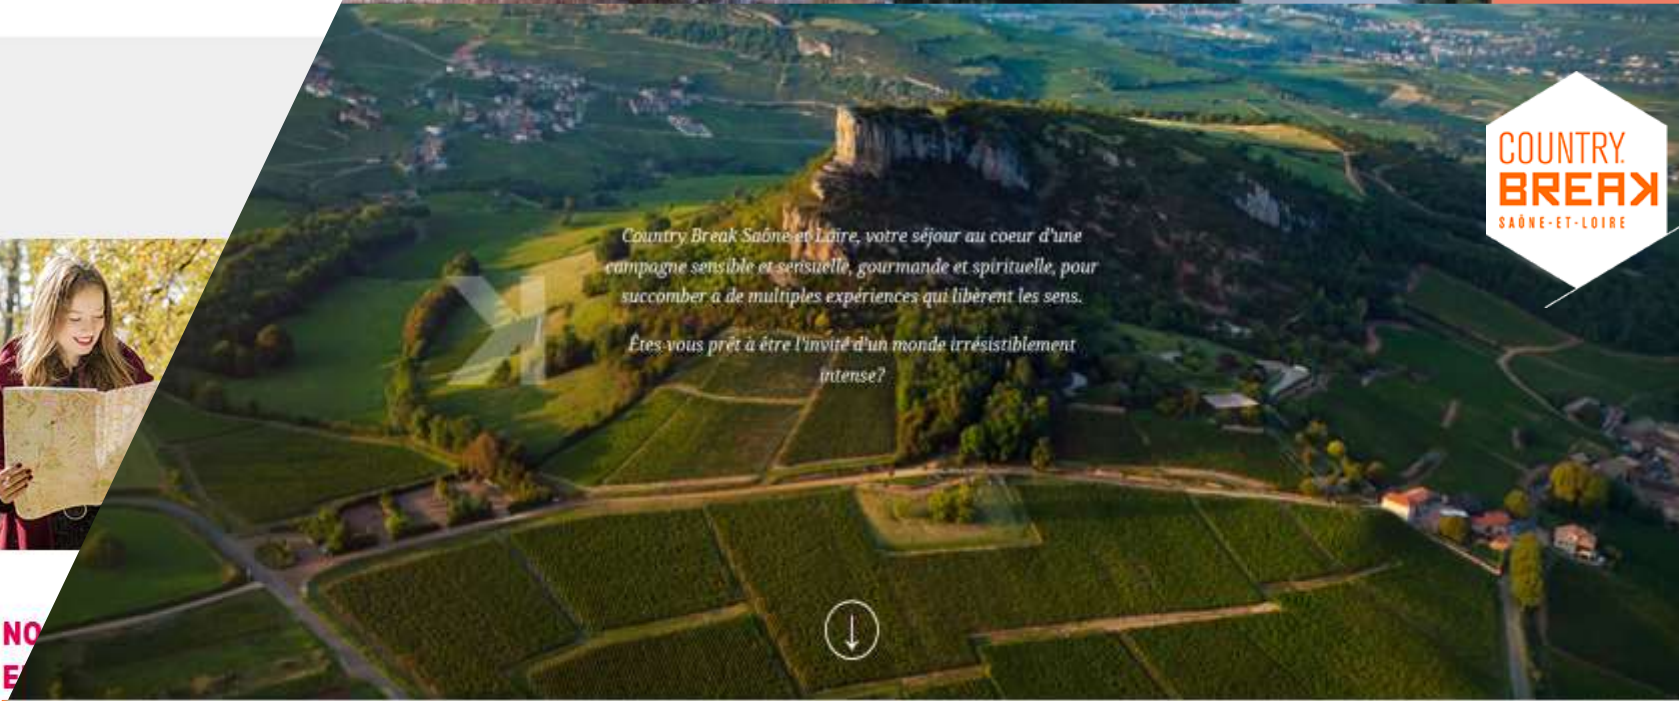 COUNTRY
BREAK
SAÔNE-ET-LOIRE
Country Break Saône et Loire, votre séjour au coeur d'une
campagne sensible et sensuelle, gourmande et spirituelle, pour
succomber a de multiples expériences qui libèrent les sens.
Êtes vous prêt à être l'invité d'un monde irrésistiblement
intense?
NO
E